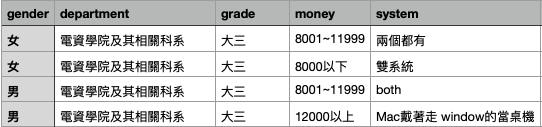 gender department grade money system
女 電資學院及其相關科系 大三 8001~11999 兩個都有
女 電資學院及其相關科系 大三 8000以下 雙系統
男 電資學院及其相關科系 大三 8001~11999 both
男 電資學院及其相關科系 大三 12000以上 Mac戴著走 window的當桌機